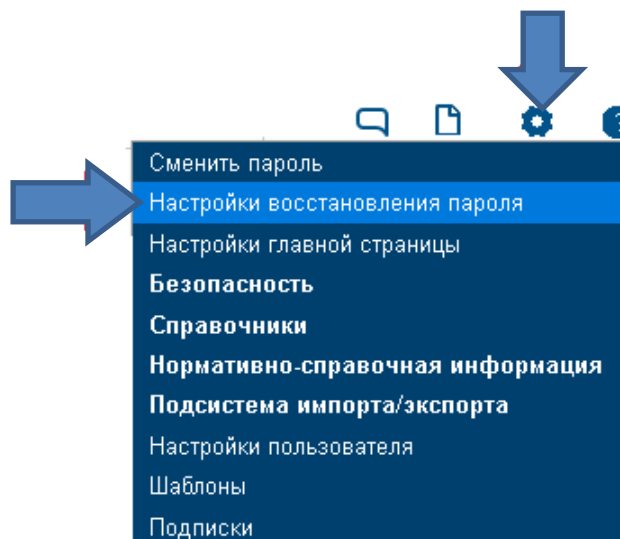 ?
Сменить пароль
Настройки восстановления пароля
Настройки главной страницы
Безопасность
Справочники
Нормативно-справочная информация
Подсистема импорта/экспорта
Настройки пользователя
Шаблоны
Подписки